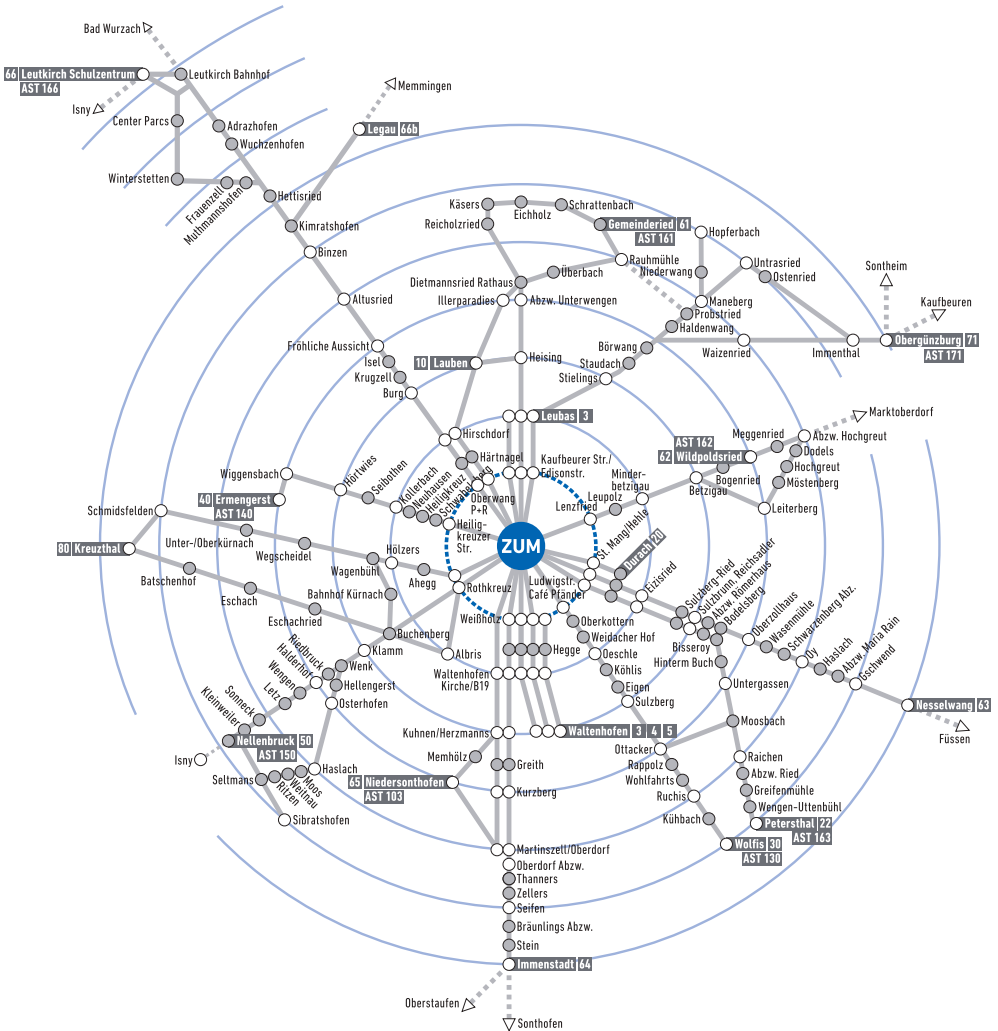 Bad Wurzach
66 Leutkirch Schulzentrum
AST 166
Leutkirch Bahnhof
Isny
Center Parcs
Adrazhofen
Wuchzenhofen
Winterstetten
Frauenzell
Muthmannshofen
Hettisried
Kimratshofen
Memmingen
Legau 66b
Binzen
Altusried
Fröhliche Aussicht
Isel
Krugzell
Burg
Käsers
Eichholz
Schrattenbach
Reicholzried
Gemeinderied 61
AST 161
Rauhmühle
Überbach
Dietmannsried Rathaus
Illerparadies
Abzw. Unterwengen
10 Lauben
Heising
Hopferbach
Niederwang
Untrasried
Ostenried
Maneberg
Probstried
Haldenwang
Börwang
Staudach
Stielings
Waizenried
Immenthal
Sontheim
Kaufbeuren
Obergünzburg 71
AST 171
Leubas 3
Hirschdorf
Härtnagel
Kaufbeurer Str./
Edisonstr.
Marktoberdorf
Meggenried
Abzw. Hochgreut
AST 162
62 Wildpoldsried
Dodels
Hochgreut
Möstenberg
Bogenried
Betzigau
Leiterberg
Minder-
betzigau
Leupolz
Lenzfried
Wiggensbach
40 Ermengerst
AST 140
Hörtwies
Seibothen
Kollerbach
Neuhausen
Heiligkreuz
Schwabelsberg
Überwang
P+R
Heilig-
kreuzer
Str.
ZUM
St. Mang/Hehle
Durach 20
Schmidsfelden
80 Kreuzthal
Unter-/Oberkürnach
Wegscheidel
Hölzers
Wagenbühl
Ahegg
Batschenhof
Eschach
Eschachried
Bahnhof Kürnach
Buchenberg
Rothkreuz
Weißholz
Albris
Klamm
Ludwigstr.
Café Pfänder
Eizisried
Sulzberg-Ried
Sulzbrunn, Reichsadler
Abzw. Römerhaus
Bodelsberg
Oberkottern
Weidacher Hof
Oeschle
Köhlis
Eigen
Sulzberg
Bisseroy
Hinterm Buch
Oberzollhaus
Wasenmühle
Schwarzenberg Abz.
Oy
Haslach
Abzw. Maria Rain
Gschwend
Nesselwang 63
Füssen
Untergassen
Moosbach
Ottacker
Rappolz
Wohlfahrts
Ruchis
Kühbach
Wolfis 30
AST 130
Raichen
Abzw. Ried
Greifenmühle
Wengen-Uttenbühl
Petersthal 22
AST 163
Hegge
Waltenhofen
Kirche/B19
Waltenhofen 3 4 5
Wenk
Riedbruck
Halderhof
Wengen
Letz
Sonneck
Kleinweiler
Hellengerst
Osterhofen
Nellenbruck 50
AST 150
Isny
Seltmans
Ritzen
Weitnau
Moos
Haslach
Sibratshofen
Kuhnen/Herzmanns
Memhölz
65 Niedersonthofen
AST 103
Greith
Kurzberg
Martinszell/Oberdorf
Oberdorf Abzw.
Thanners
Zellers
Seifen
Bräunlings Abzw.
Stein
Immenstadt 64
Oberstaufen
Sonthofen